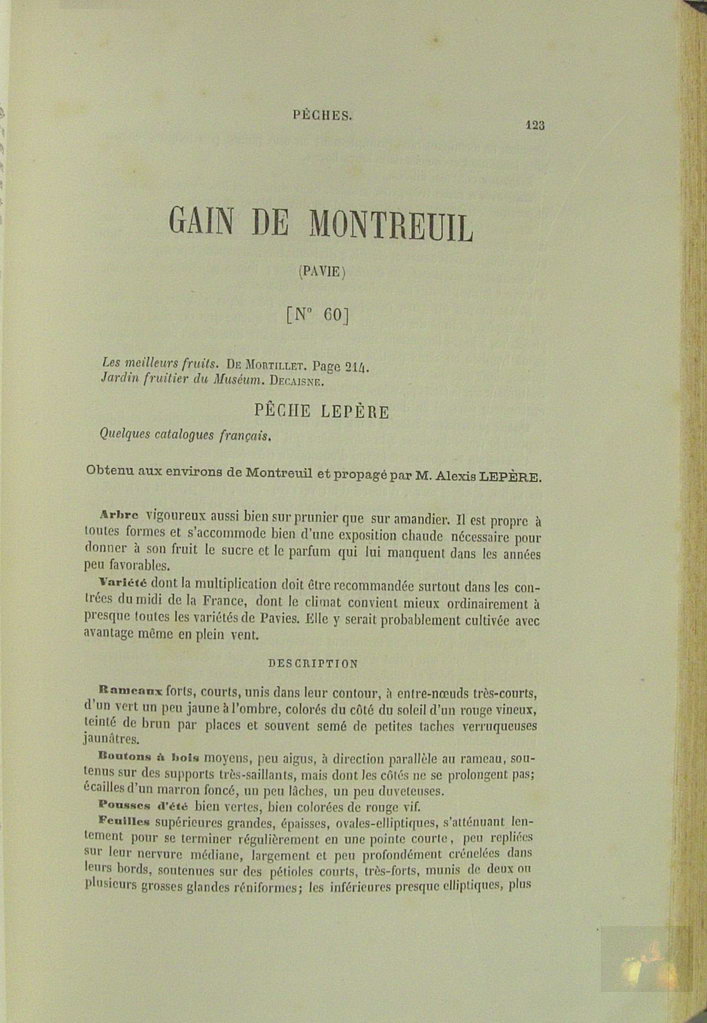 PÊCHES.
123
GAIN DE MONTREUIL
(PAVIE)
[N° 60]
Les meilleurs fruits. DE MORTILLET. Page 214.
Jardin fruitier du Muséum. DECAISNE.
PÊCHE LEPÈRE
Quelques catalogues français.
Obtenu aux environs de Montreuil et propagé par M. Alexis LEPÈRE.
Arbre vigoureux aussi bien sur prunier que sur amandier. Il est propre à
toutes formes et s'accommode bien d'une exposition chaude nécessaire pour
donner à son fruit le sucre et le parfum qui lui manquent dans les années
peu favorables.
Variété dont la multiplication doit être recommandée surtout dans les con-
trées du midi de la France, dont le climat convient mieux ordinairement à
presque toutes les variétés de Pavies. Elle y serait probablement cultivée avec
avantage même en plein vent.
DESCRIPTION
Rameaux forts, courts, unis dans leur contour, à entre-nœuds très-courts,
d'un vert un peu jaune à l'ombre, colorés du côté du soleil d'un rouge vineux,
teinté de brun par places et souvent semé de petites taches verruqueuses
jaunâtres.
Boutons à bois moyens, peu aigus, à direction parallèle au rameau, sou-
tenus sur des supports très-saillants, mais dont les côtés ne se prolongent pas;
écailles d'un marron foncé, un peu lâches, un peu duveteuses.
Pousses d'été bien vertes, bien colorées de rouge vif.
Feuilles supérieures grandes, épaisses, ovales-elliptiques, s'atténuant len-
tement pour se terminer régulièrement en une pointe courte, peu repliées
sur leur nervure médiane, largement et peu profondément crénelées dans
leurs bords, soutenues sur des pétioles courts, très-forts, munis de deux ou
plusieurs grosses glandes réniformes; les inférieures presque elliptiques, plus